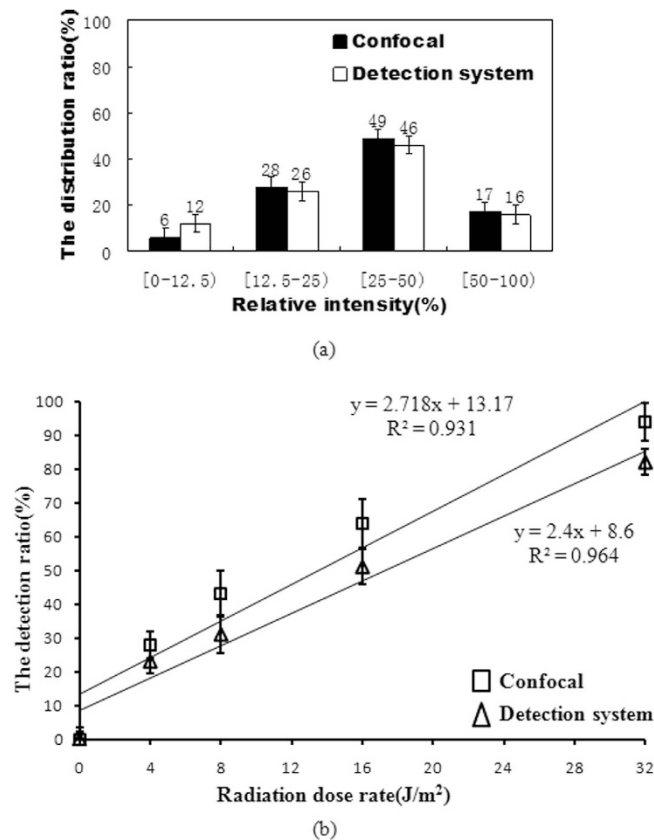 100
80
60
40
20
0
The distribution ratio(%)
Confocal
Detection system
6 12 28 26 49 46 17 16
[0-12.5) [12.5-25) [25-50) [50-100)
Relative intensity(%)
(a)
100
90
80
70
60
50
40
30
20
10
0
The detection ratio(%)
y = 2.718x + 13.17
R² = 0.931
y = 2.4x + 8.6
R² = 0.964
Confocal
Detection system
0 4 8 12 16 20 24 28 32
Radiation dose rate(J/m²)
(b)